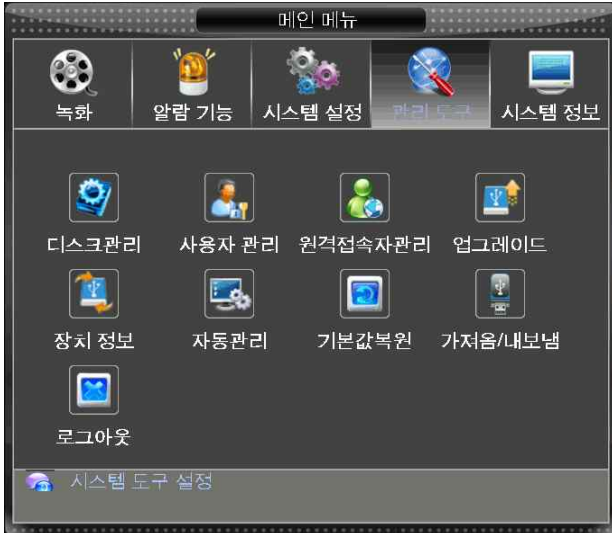 메인 메뉴
녹화 알람 기능 시스템 설정 관리 도구 시스템 정보
디스크관리 사용자 관리 원격접속자관리 업그레이드
장치 정보 자동관리 기본값복원 가져옴/내보냄
로그아웃
시스템 도구 설정